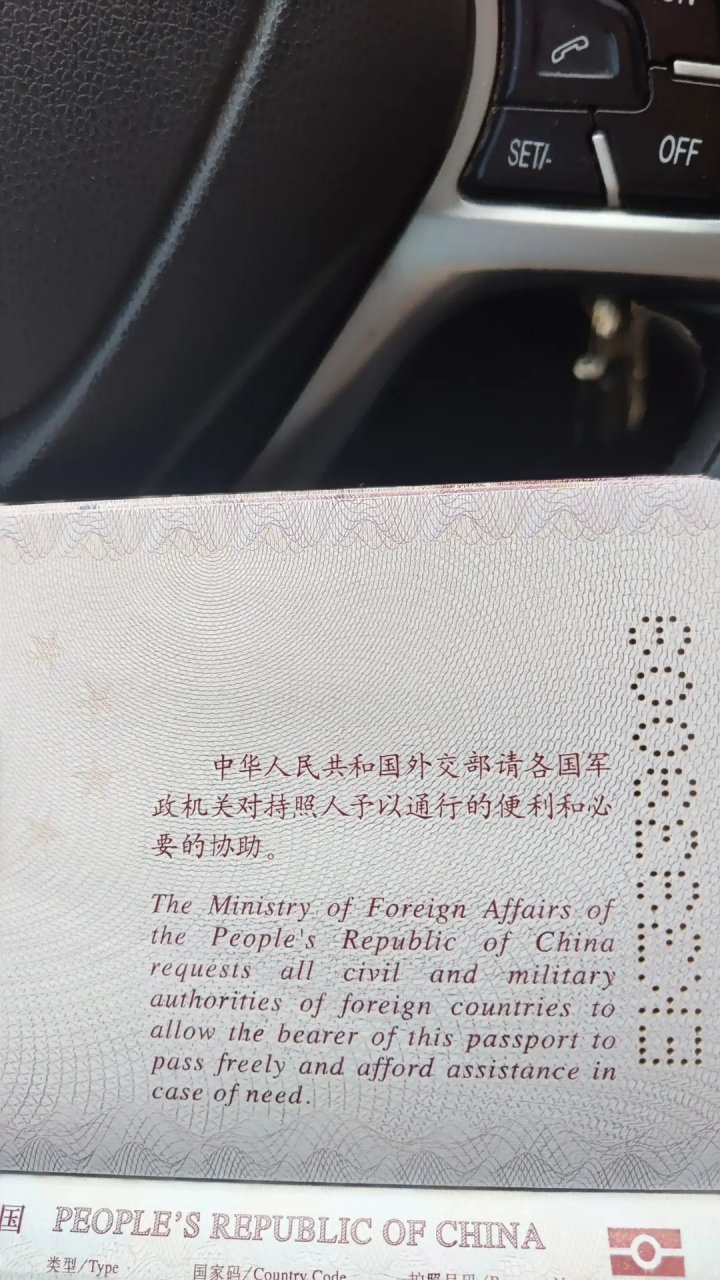 SET/-
OFF
中华人民共和国外交部请各国军
政机关对持照人予以通行的便利和必
要的协助。
The Ministry of Foreign Affairs of
the People's Republic of China
requests all civil and military
authorities of foreign countries to
allow the bearer of this passport to
pass freely and afford assistance in
case of need.
国 PEOPLE'S REPUBLIC OF CHINA
类型/Type 国家码/Country Code